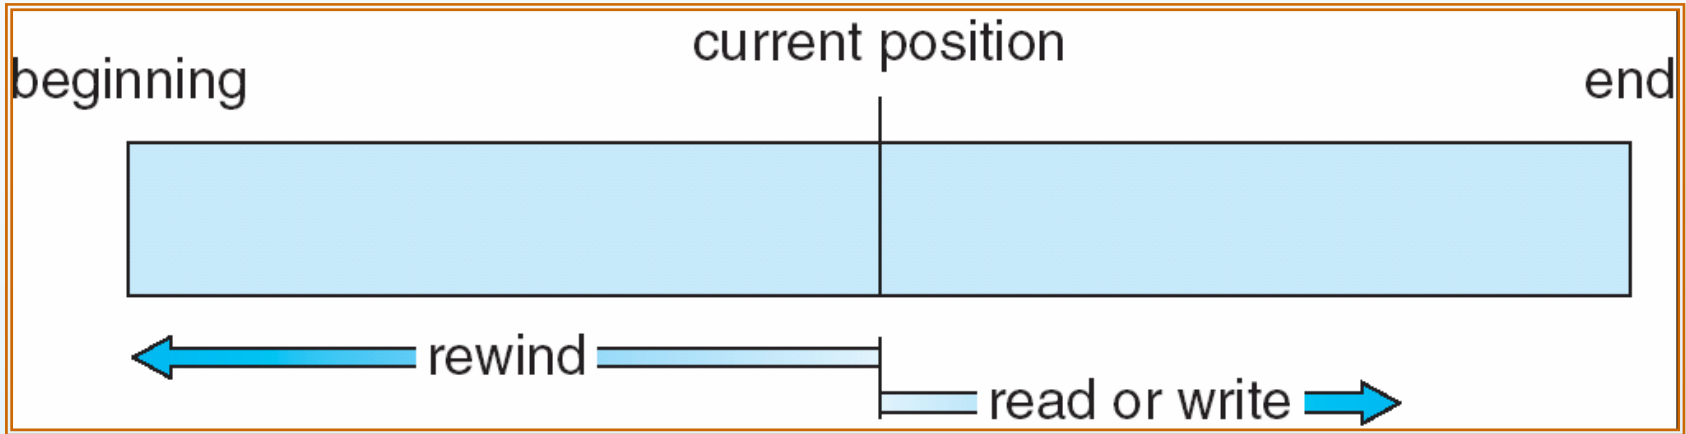 current position
beginning
end
rewind
read or write